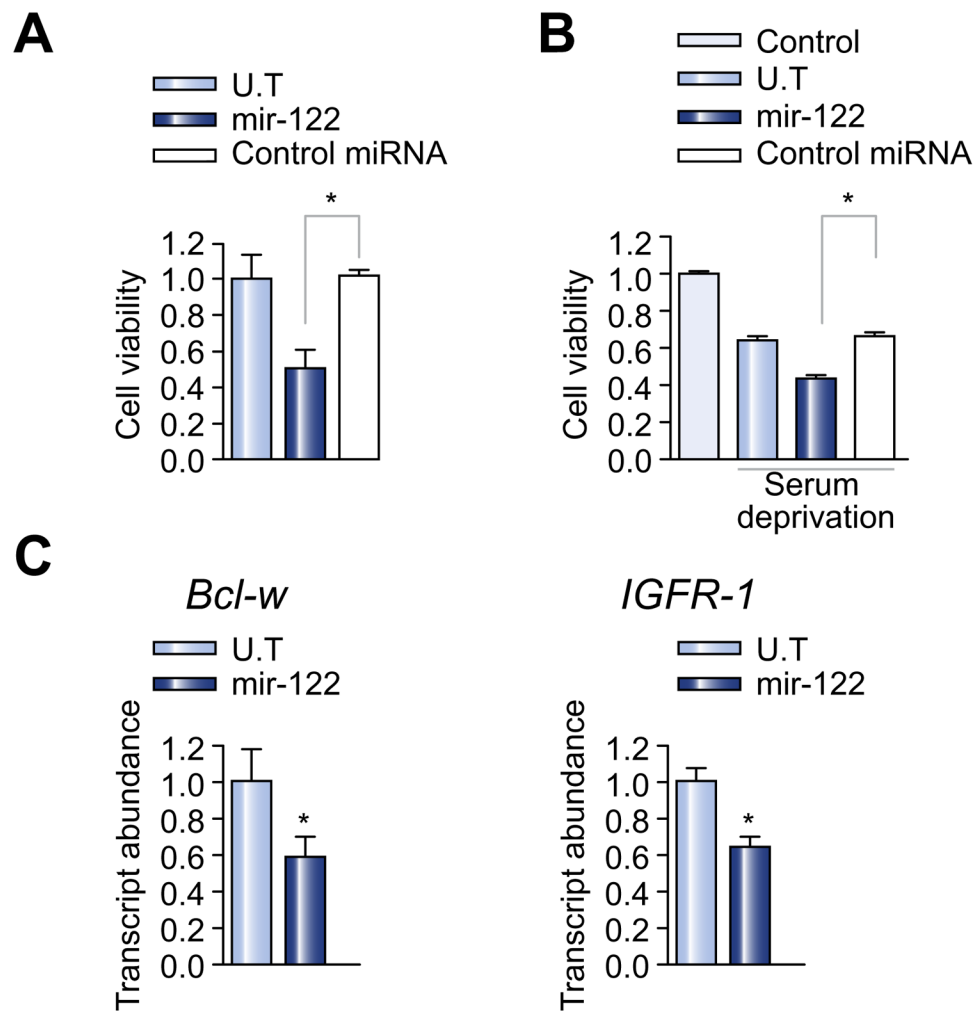 A
U.T
mir-122
Control miRNA
*
Cell viability
1.2
1.0
0.8
0.6
0.4
0.2
0.0
B
Control
U.T
mir-122
Control miRNA
*
Cell viability
1.2
1.0
0.8
0.6
0.4
0.2
0.0
Serum
deprivation
C
Bcl-w
U.T
mir-122
Transcript abundance
1.2
1.0
0.8
0.6
0.4
0.2
0.0
*
IGFR-1
U.T
mir-122
Transcript abundance
1.2
1.0
0.8
0.6
0.4
0.2
0.0
*